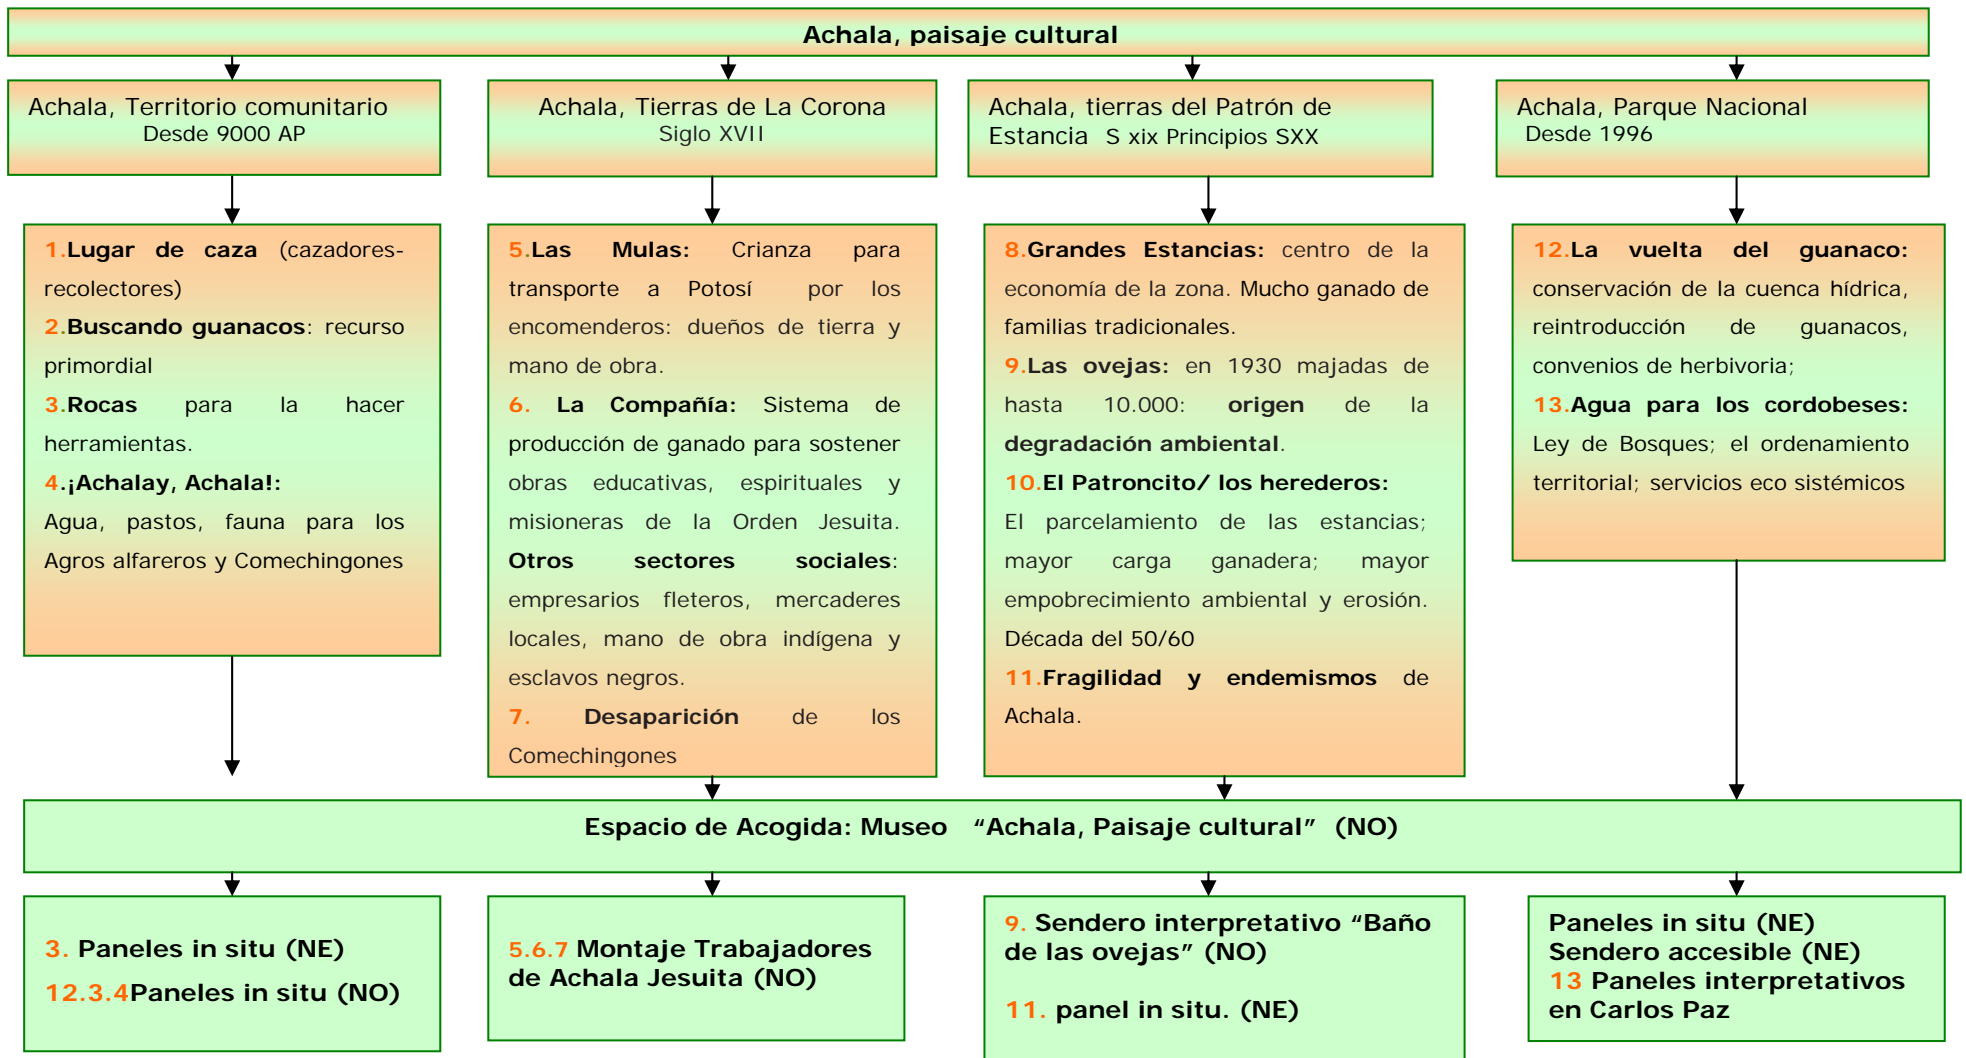 Achala, paisaje cultural
Achala, Territorio comunitario
Desde 9000 AP
Achala, Tierras de La Corona
Siglo XVII
Achala, tierras del Patrón de
Estancia S xix Principios SXX
Achala, Parque Nacional
Desde 1996
1.Lugar de caza (cazadores-
recolectores)
2.Buscando guanacos: recurso
primordial
3.Rocas para la hacer
herramientas.
4.¡Achalay, Achala!:
Agua, pastos, fauna para los
Agros alfareros y Comechingones
5.Las Mulas: Crianza para
transporte a Potosí por los
encomenderos: dueños de tierra y
mano de obra.
6. La Compañía: Sistema de
producción de ganado para sostener
obras educativas, espirituales y
misioneras de la Orden Jesuita.
Otros sectores sociales:
empresarios fleteros, mercaderes
locales, mano de obra indígena y
esclavos negros.
7. Desaparición de los
Comechingones
8.Grandes Estancias: centro de la
economía de la zona. Mucho ganado de
familias tradicionales.
9.Las ovejas: en 1930 majadas de
hasta 10.000: origen de la
degradación ambiental.
10.El Patroncito/ los herederos:
El parcelamiento de las estancias;
mayor carga ganadera; mayor
empobrecimiento ambiental y erosión.
Década del 50/60
11.Fragilidad y endemismos de
Achala.
12.La vuelta del guanaco:
conservación de la cuenca hídrica,
reintroducción de guanacos,
convenios de herbivoria;
13.Agua para los cordobeses:
Ley de Bosques; el ordenamiento
territorial; servicios eco sistémicos
Espacio de Acogida: Museo “Achala, Paisaje cultural” (NO)
3. Paneles in situ (NE)
12.3.4Paneles in situ (NO)
5.6.7 Montaje Trabajadores
de Achala Jesuita (NO)
9. Sendero interpretativo “Baño
de las ovejas” (NO)
11. panel in situ. (NE)
Paneles in situ (NE)
Sendero accesible (NE)
13 Paneles interpretativos
en Carlos Paz